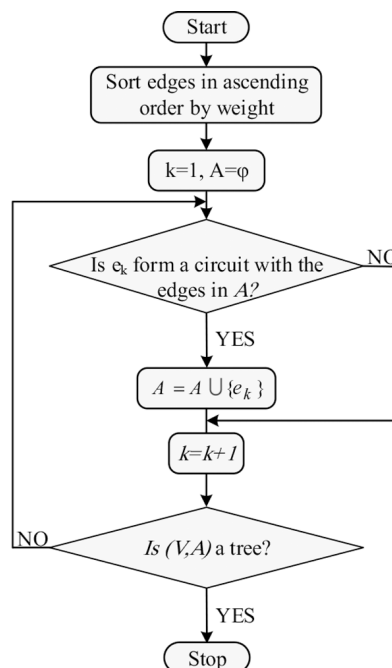 Start
Sort edges in ascending
order by weight
k=1, A=φ
Is eₖ form a circuit with the
edges in A?
NO
YES
A = A ∪ {eₖ}
k=k+1
Is (V,A) a tree?
NO
YES
Stop